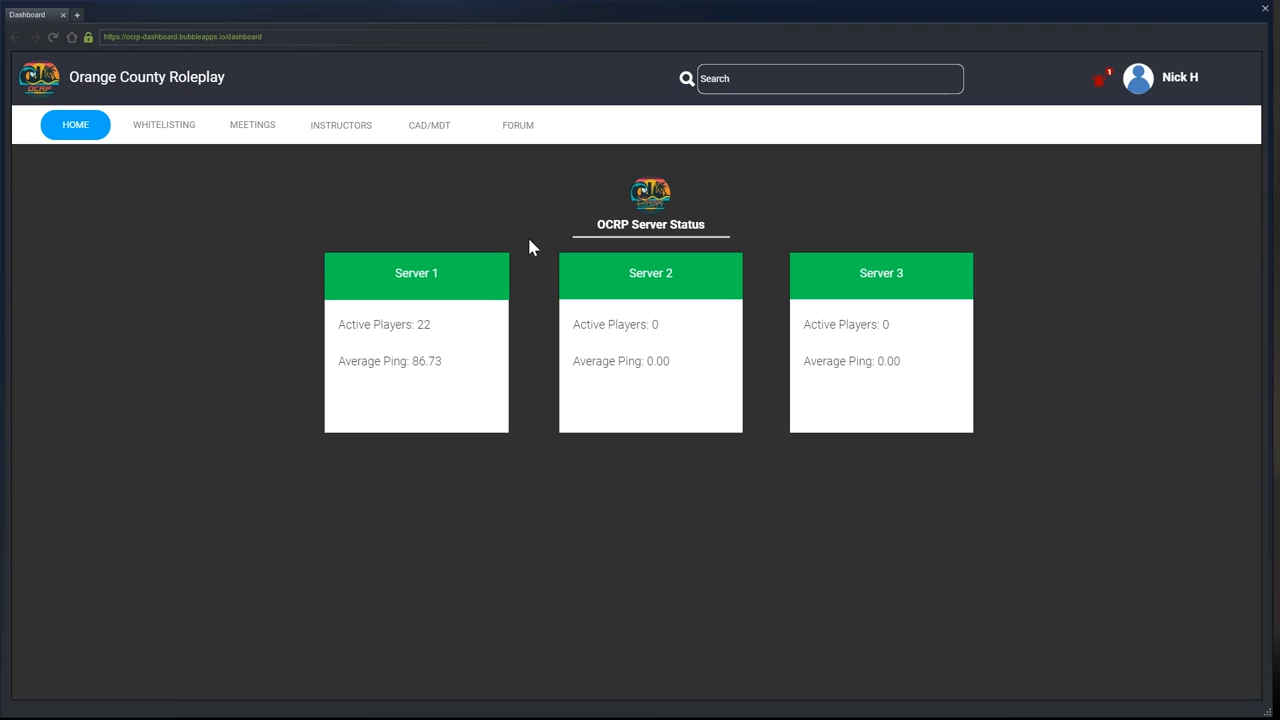 Dashboard
https://ocrp-dashboard.bubbleapps.io/dashboard
OCRP
Orange County Roleplay
Search
1
Nick H
HOME
WHITELISTING
MEETINGS
INSTRUCTORS
CAD/MDT
FORUM
OCRP Server Status
Server 1
Active Players: 22
Average Ping: 86.73
Server 2
Active Players: 0
Average Ping: 0.00
Server 3
Active Players: 0
Average Ping: 0.00